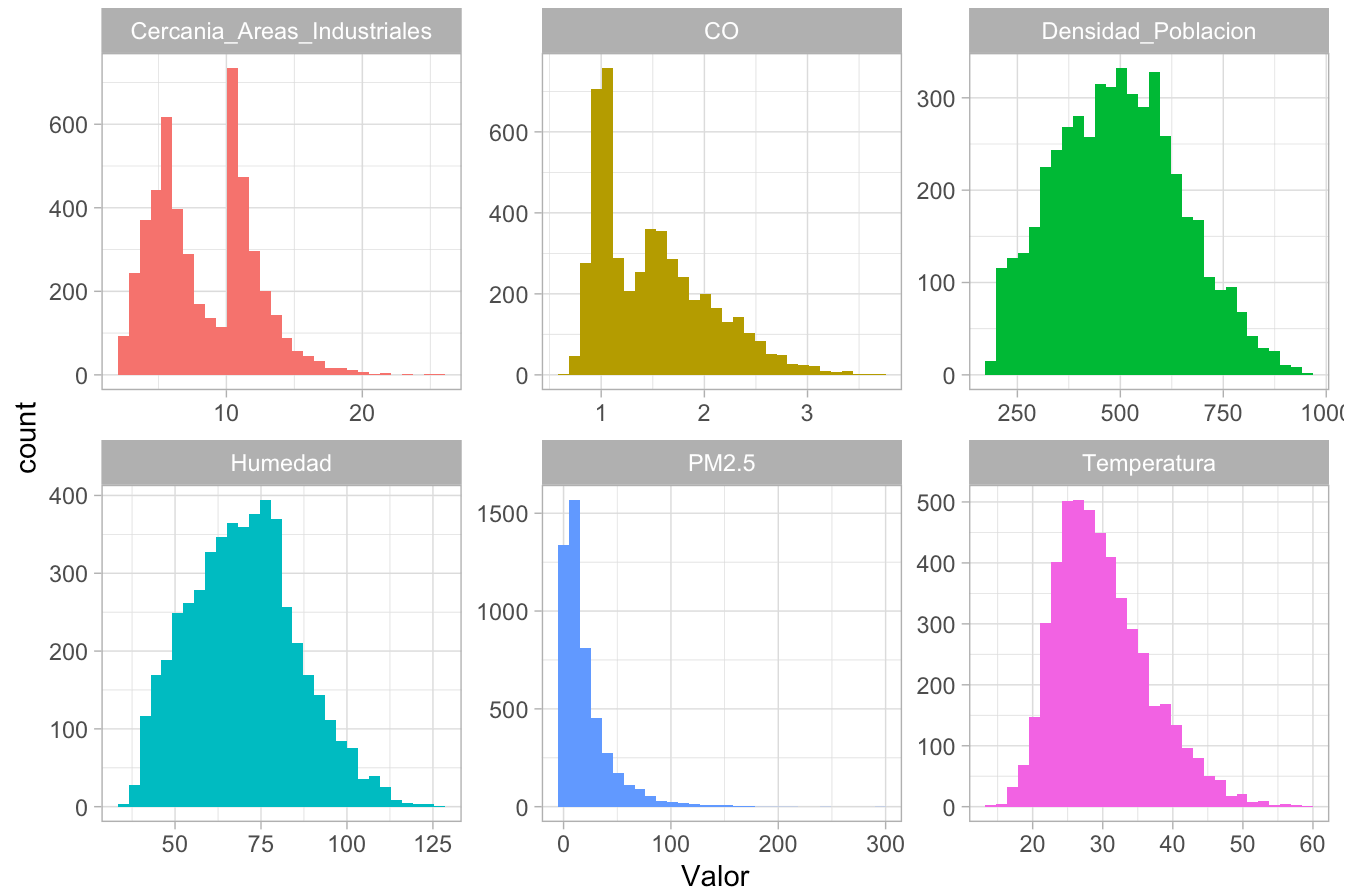 Cercania_Areas_Industriales CO Densidad_Poblacion
600 400 200 0
600 400 200 0
300 200 100 0
10 20
1 2 3
250 500 750 1000
count
Humedad PM2.5 Temperatura
400 300 200 100 0
1500 1000 500 0
500 400 300 200 100 0
50 75 100 125
0 100 200 300
20 30 40 50 60
Valor